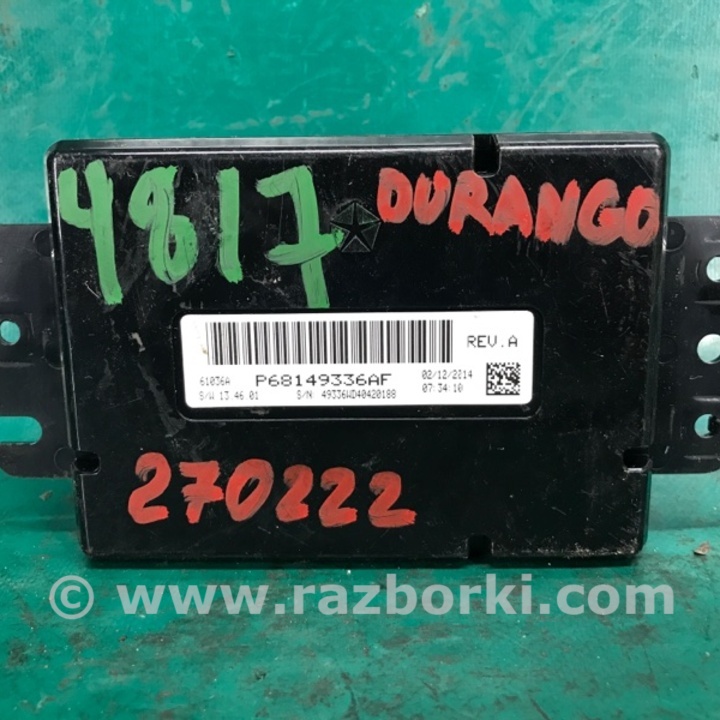 4817 DURANGO
REV.A
61036A P68149336AF 02/12/2014
S/W 13.46.01 S/N: 49336WD40420188 07:34:10
270222
© www.razborki.com